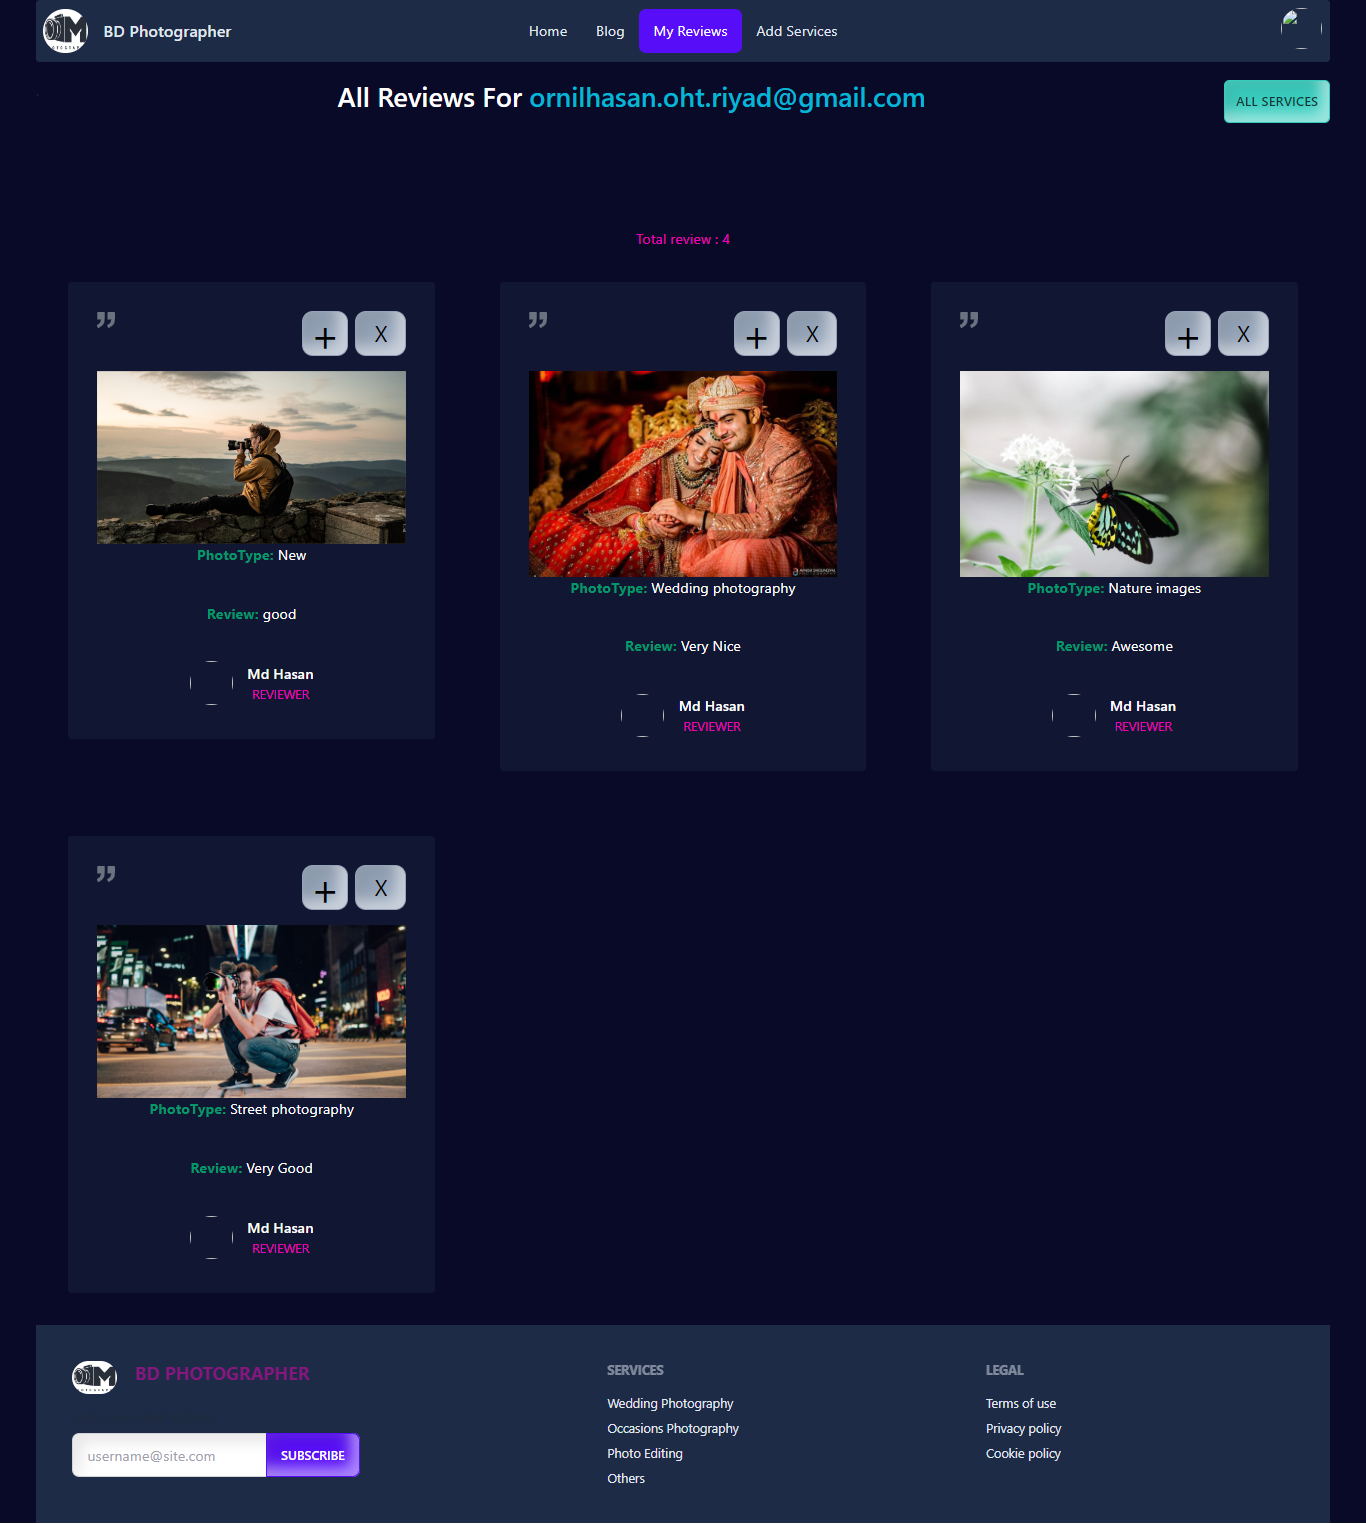 BD Photographer
Home
Blog
My Reviews
Add Services
All Reviews For ornilhasan.oht.riyad@gmail.com
ALL SERVICES
Total review : 4
+
X
PhotoType: New
Review: good
Md Hasan
REVIEWER
+
X
PhotoType: Wedding photography
Review: Very Nice
Md Hasan
REVIEWER
+
X
PhotoType: Nature images
Review: Awesome
Md Hasan
REVIEWER
+
X
PhotoType: Street photography
Review: Very Good
Md Hasan
REVIEWER
BD PHOTOGRAPHER
username@site.com
SUBSCRIBE
SERVICES
Wedding Photography
Occasions Photography
Photo Editing
Others
LEGAL
Terms of use
Privacy policy
Cookie policy